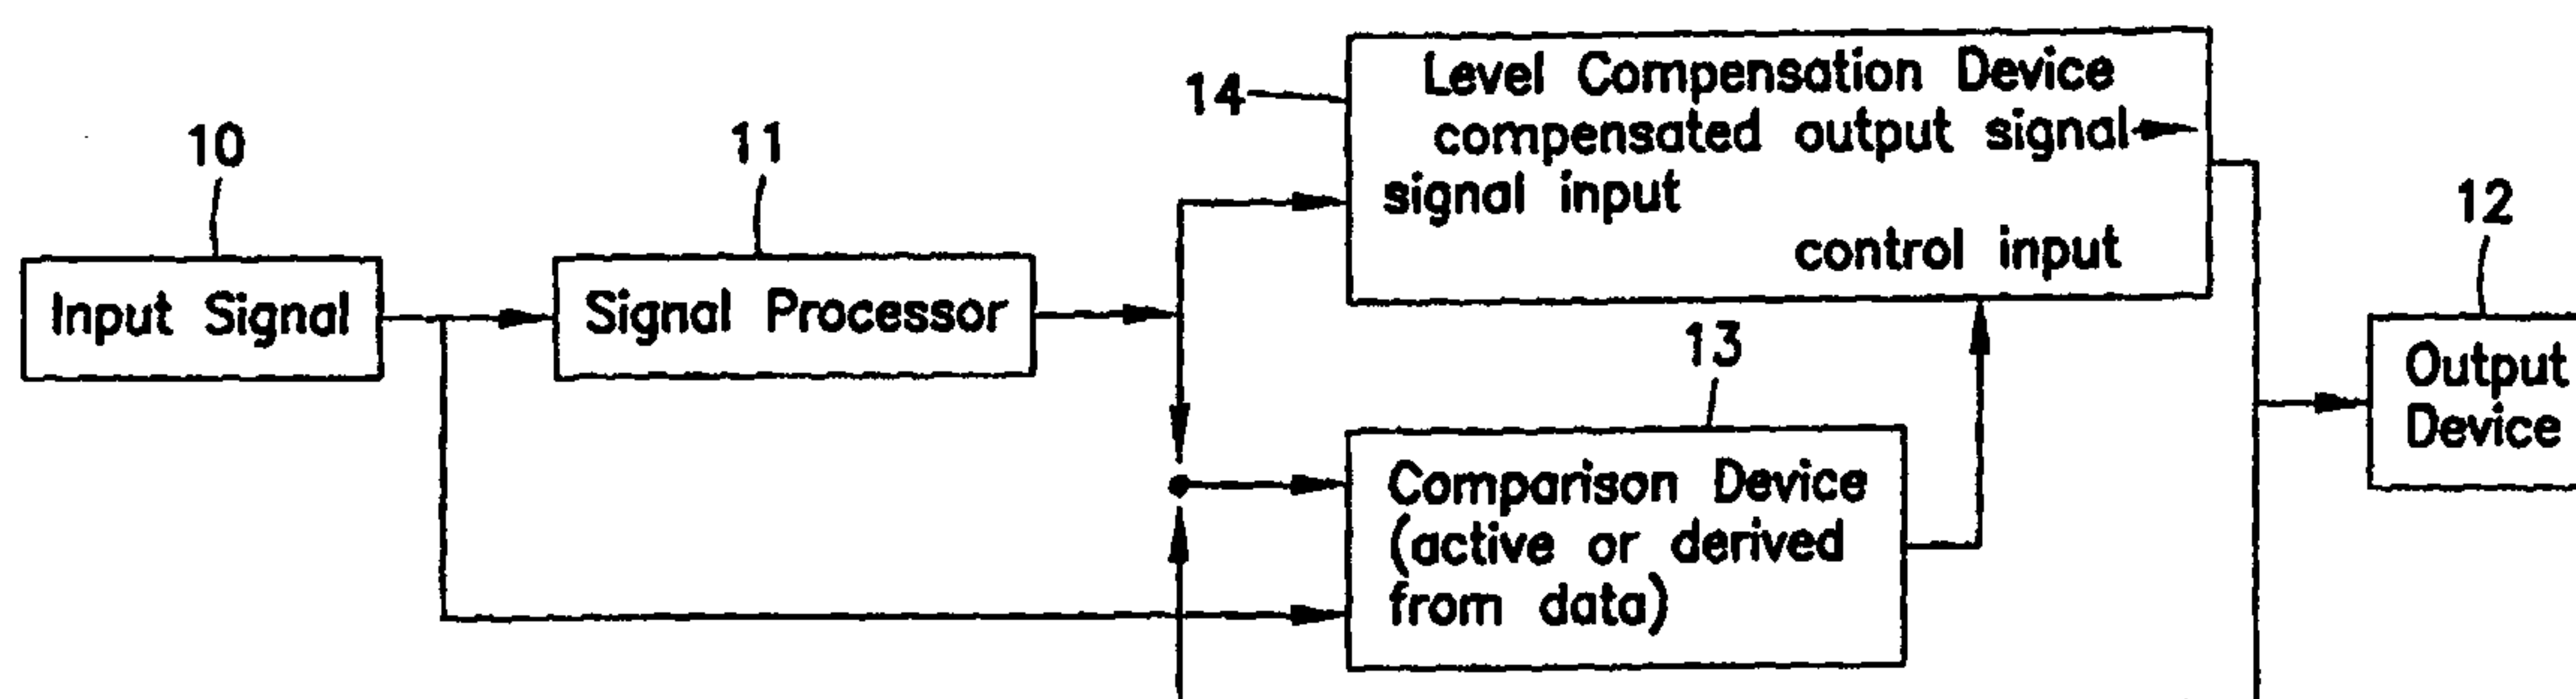 10
Input Signal
11
Signal Processor
14
Level Compensation Device
compensated output signal
signal input
control input
13
Comparison Device
(active or derived
from data)
12
Output
Device